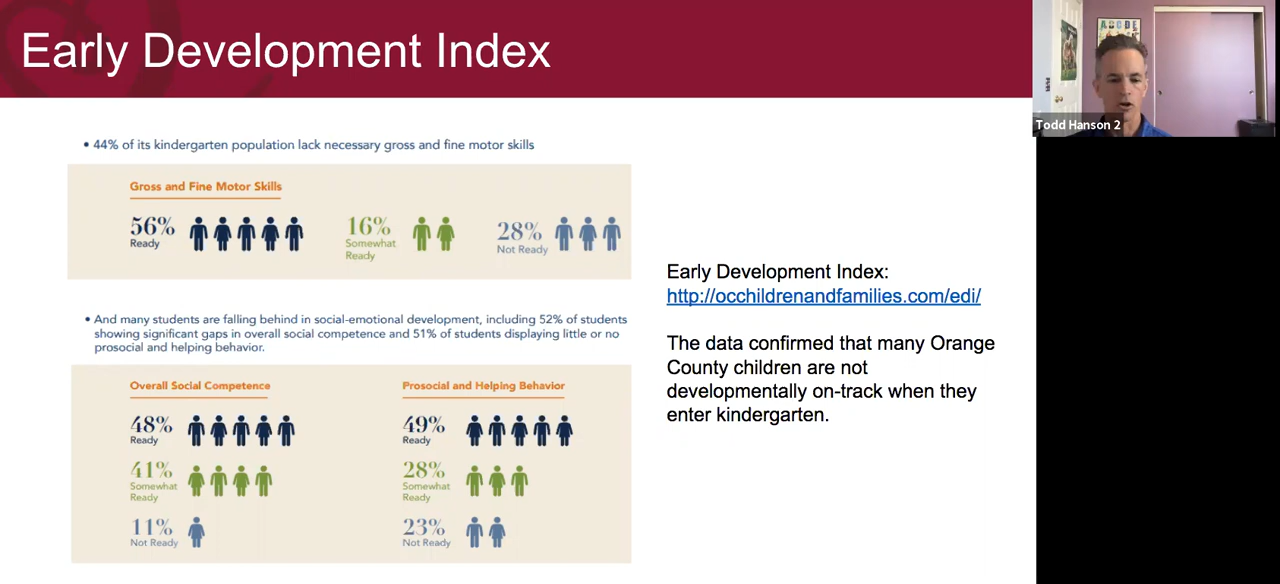 Early Development Index
• 44% of its kindergarten population lack necessary gross and fine motor skills
Gross and Fine Motor Skills
56%
Ready
16%
Somewhat
Ready
28%
Not Ready
• And many students are falling behind in social-emotional development, including 52% of students
showing significant gaps in overall social competence and 51% of students displaying little or no
prosocial and helping behavior.
Overall Social Competence
48%
Ready
41%
Somewhat
Ready
11%
Not Ready
Prosocial and Helping Behavior
49%
Ready
28%
Somewhat
Ready
23%
Not Ready
Early Development Index:
http://occhildrenandfamilies.com/edi/
The data confirmed that many Orange
County children are not
developmentally on-track when they
enter kindergarten.
Todd Hanson 2